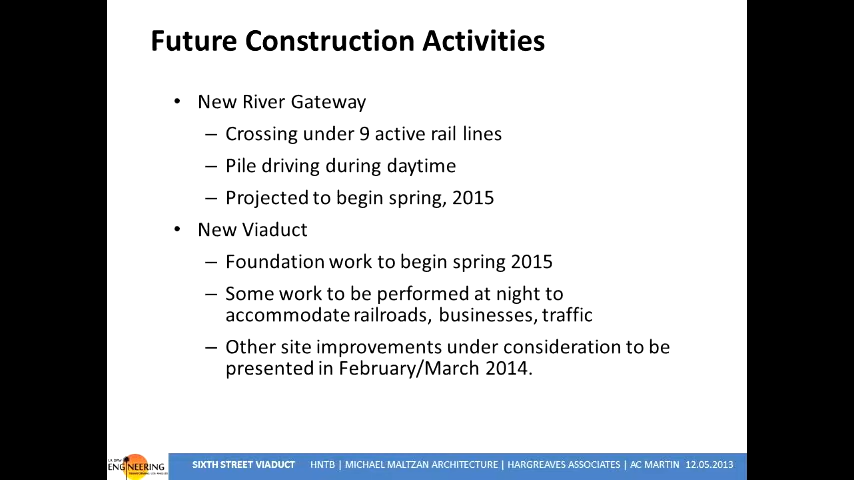 Future Construction Activities
• New River Gateway
– Crossing under 9 active rail lines
– Pile driving during daytime
– Projected to begin spring, 2015
• New Viaduct
– Foundation work to begin spring 2015
– Some work to be performed at night to
accommodate railroads, businesses, traffic
– Other site improvements under consideration to be
presented in February/March 2014.
ENGINEERING
SIXTH STREET VIADUCT HNTB | MICHAEL MALTZAN ARCHITECTURE | HARGREAVES ASSOCIATES | AC MARTIN 12.05.2013